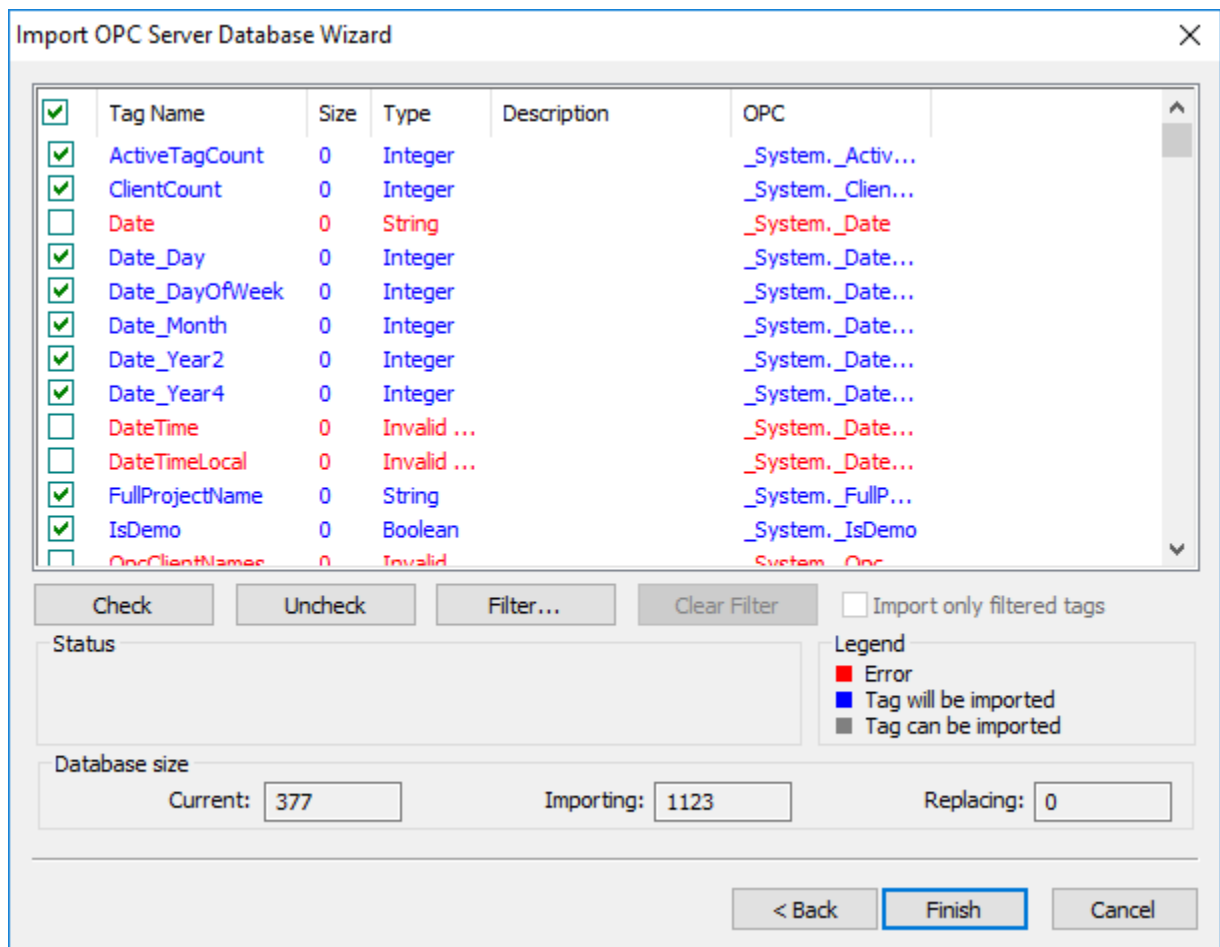 Import OPC Server Database Wizard
Tag Name Size Type Description OPC
ActiveTagCount 0 Integer _System._Activ...
ClientCount 0 Integer _System._Clien...
Date 0 String _System._Date
Date_Day 0 Integer _System._Date...
Date_DayOfWeek 0 Integer _System._Date...
Date_Month 0 Integer _System._Date...
Date_Year2 0 Integer _System._Date...
Date_Year4 0 Integer _System._Date...
DateTime 0 Invalid ... _System._Date...
DateTimeLocal 0 Invalid ... _System._Date...
FullProjectName 0 String _System._FullP...
IsDemo 0 Boolean _System._IsDemo
OpcClientNames 0 Invalid _System._Opc
Check Uncheck Filter... Clear Filter Import only filtered tags
Status Legend
Error
Tag will be imported
Tag can be imported
Database size
Current: 377 Importing: 1123 Replacing: 0
< Back Finish Cancel